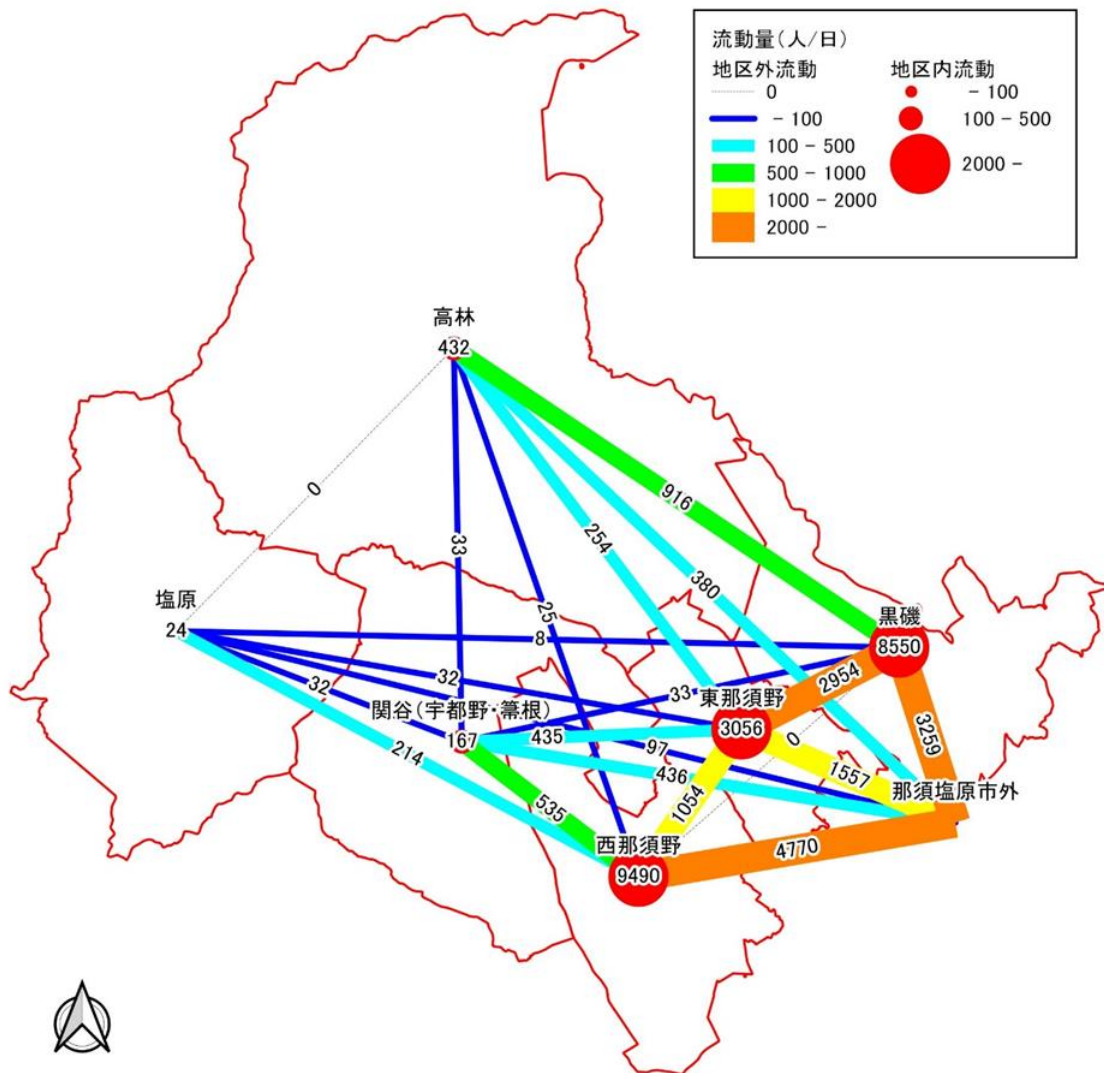 流動量(人/日)
地区外流動
地区内流動
0
- 100
100 - 500
500 - 1000
1000 - 2000
2000 -
- 100
100 - 500
2000 -
高林
432
0
33
25
254
380
916
塩原
24
8
32
32
97
214
関谷(宇都野・箒根)
167
33
435
436
535
黒磯
8550
2954
3259
東那須野
3056
0
1557
1054
那須塩原市外
西那須野
9490
4770